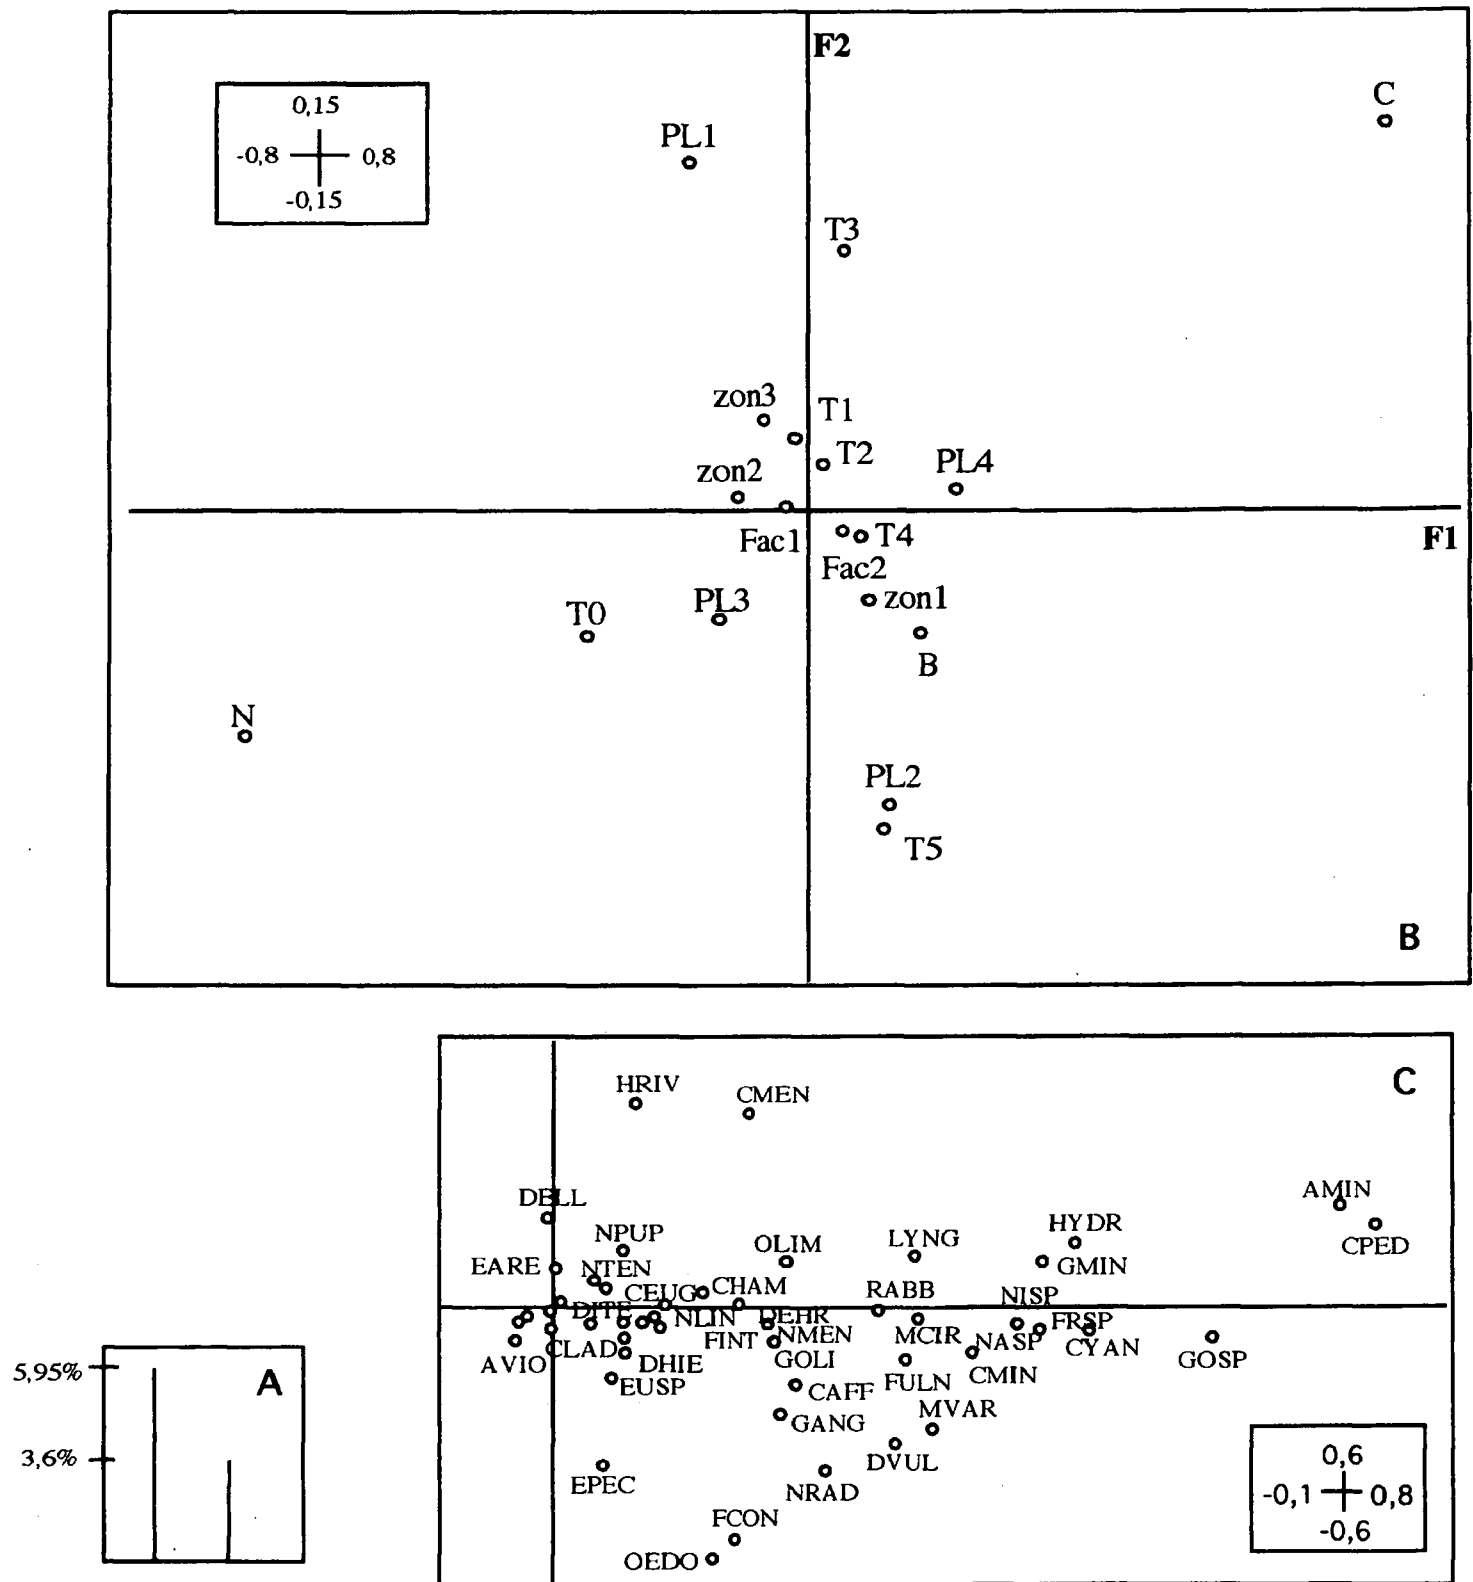 F2
C
0,15
-0,8 0,8
-0,15
PL1
T3
zon3
T1
T2
zon2
PL4
Fac1
T4
F1
Fac2
zon1
T0
PL3
B
N
PL2
T5
B
HRIV
CMEN
C
DELL
AMIN
NPUP
OLIM
LYNG
HYDR
CPED
EARE
NTEN
GMIN
CEUG
CHAM
RABB
NISP
DITE
NLIN
DEHR
FRSP
AVIO
CLAD
FINT
NMEN
MCIR
NASP
CYAN
GOSP
DHIE
GOLI
EUSP
CAFF
FULN
CMIN
5,95%
A
GANG
MVAR
3,6%
EPEC
DVUL
NRAD
0,6
-0,1 0,8
-0,6
FCON
OEDO